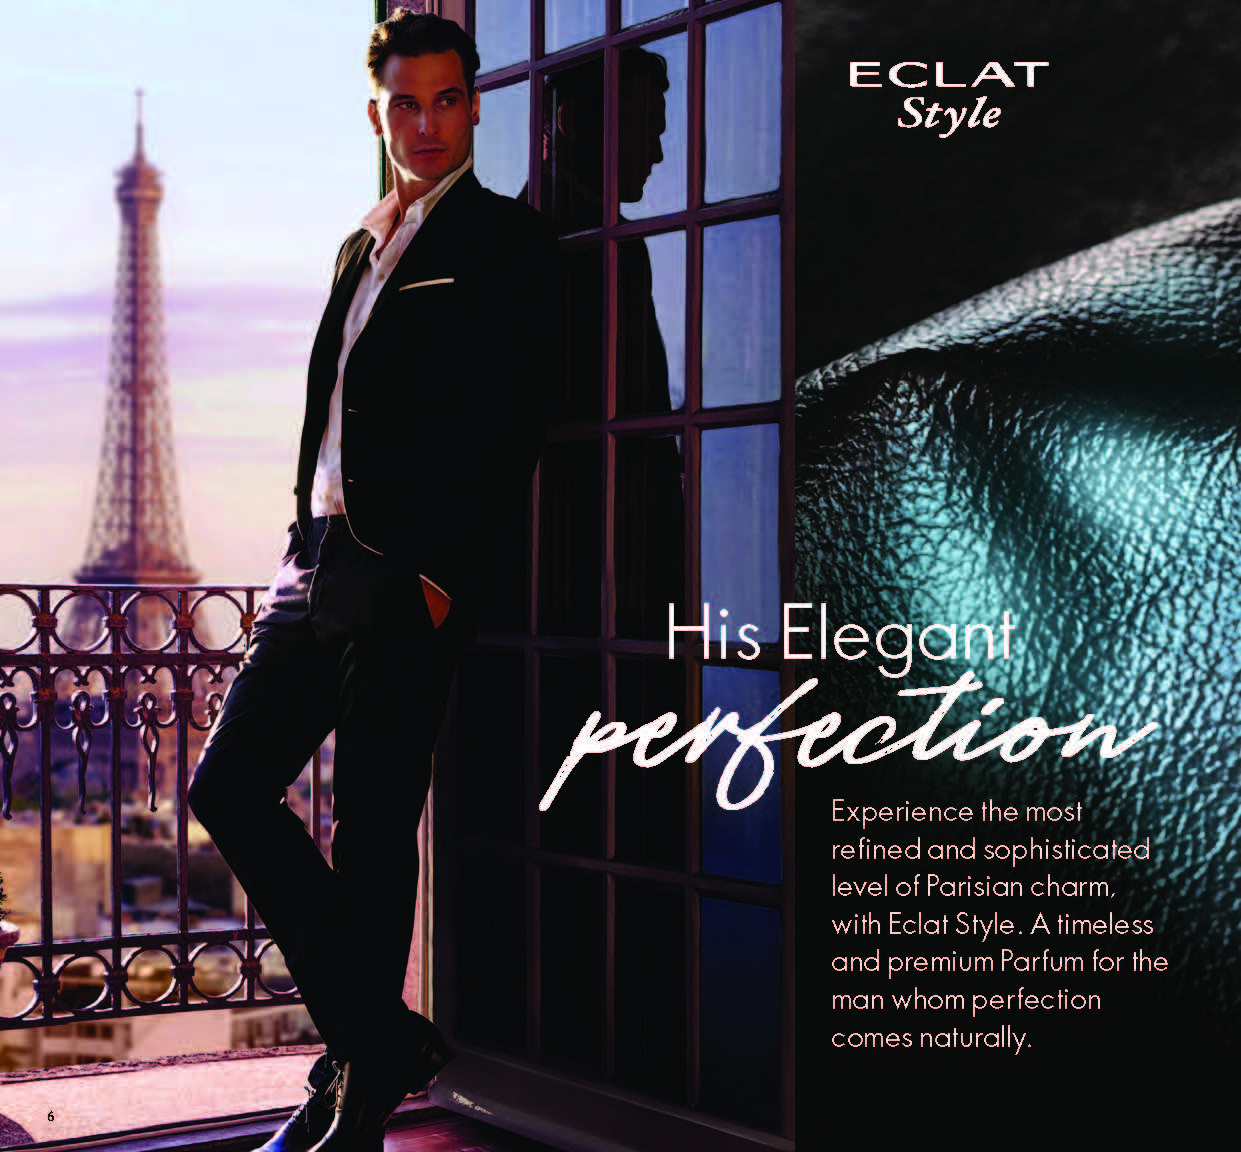 ECLAT
Style
His Elegant
perfection
Experience the most
refined and sophisticated
level of Parisian charm,
with Eclat Style. A timeless
and premium Parfum for the
man whom perfection
comes naturally.
6